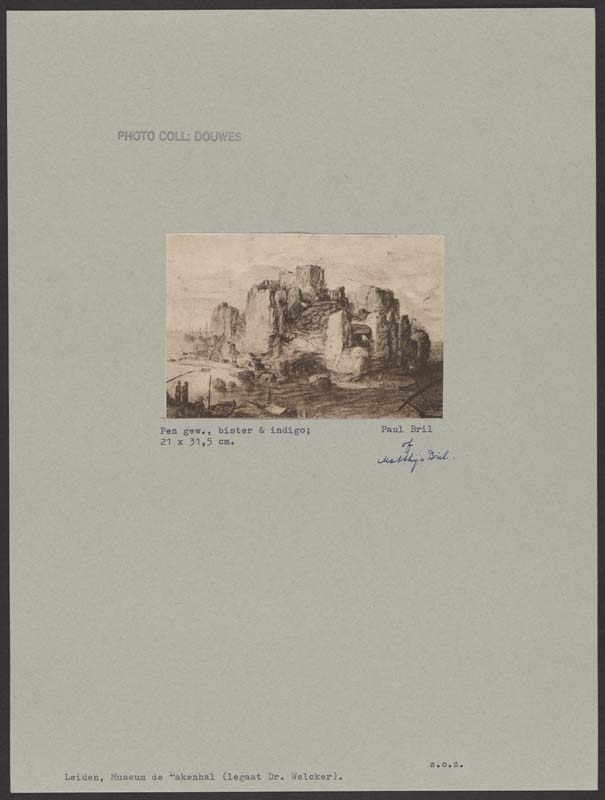 PHOTO COLL: DOUWES
Pen gew., bister & indigo;
21 x 31,5 cm.
Paul Bril
of
Matthijs Bril.
z.o.z.
Leiden, Museum de Lakenhal (legaat Dr. Welcker).